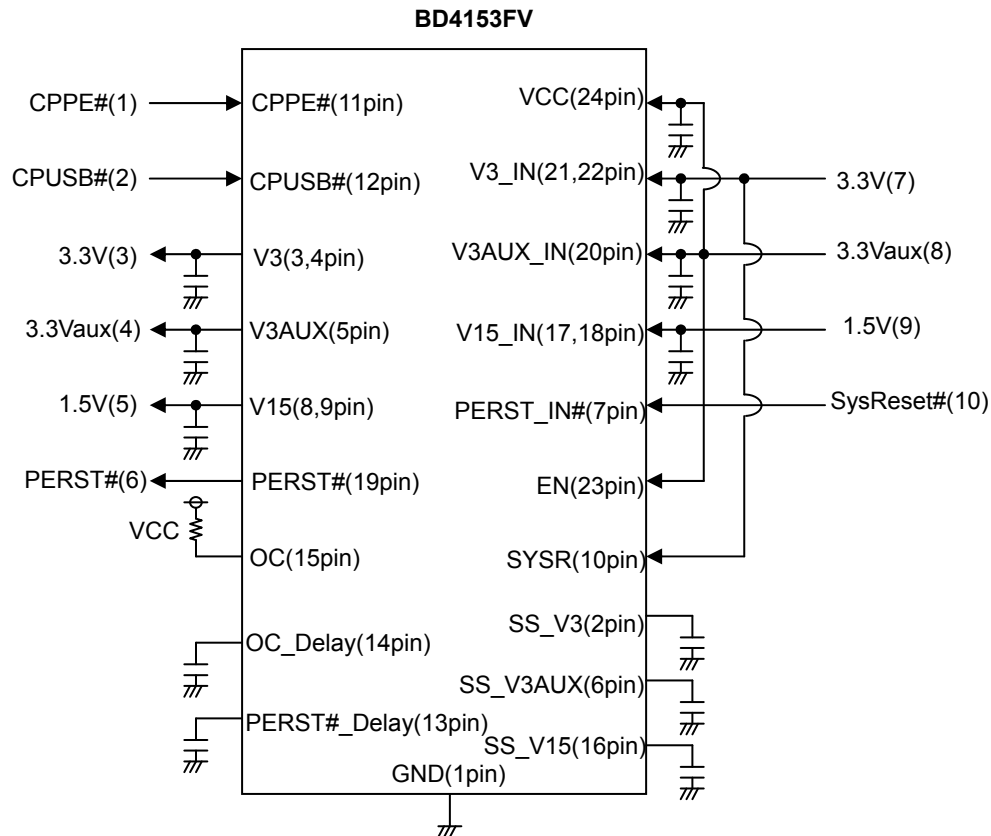 BD4153FV
CPPE#(1)
CPPE#(11pin)
VCC(24pin)
CPUSB#(2)
CPUSB#(12pin)
V3_IN(21,22pin)
3.3V(7)
3.3V(3)
V3(3,4pin)
V3AUX_IN(20pin)
3.3Vaux(8)
3.3Vaux(4)
V3AUX(5pin)
V15_IN(17,18pin)
1.5V(9)
1.5V(5)
V15(8,9pin)
PERST_IN#(7pin)
SysReset#(10)
PERST#(6)
PERST#(19pin)
EN(23pin)
VCC
OC(15pin)
SYSR(10pin)
SS_V3(2pin)
OC_Delay(14pin)
SS_V3AUX(6pin)
PERST#_Delay(13pin)
SS_V15(16pin)
GND(1pin)